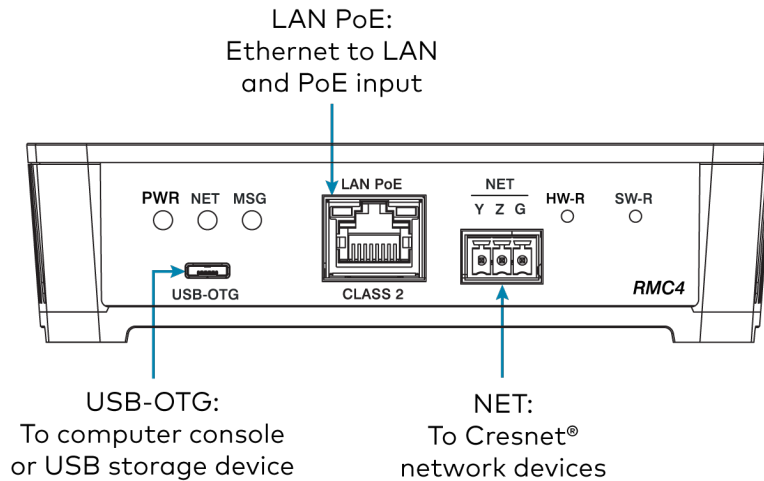 LAN PoE:
Ethernet to LAN
and PoE input
PWR NET MSG
LAN PoE
NET
Y Z G
HW-R
SW-R
USB-OTG
CLASS 2
RMC4
USB-OTG:
To computer console
or USB storage device
NET:
To Cresnet®
network devices